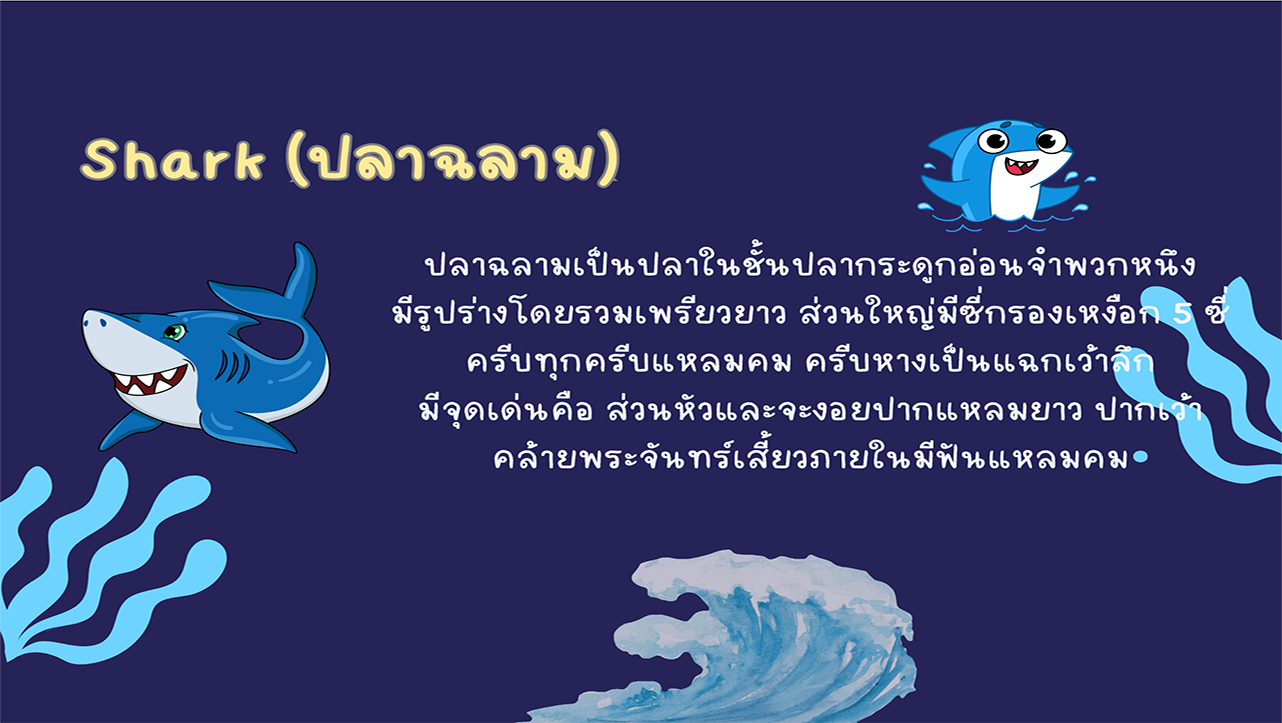 Shark (ปลาฉลาม)
ปลาฉลามเป็นปลาในชั้นปลากระดูกอ่อนจำพวกหนึ่ง
มีรูปร่างโดยรวมเพรียวยาว ส่วนใหญ่มีซี่กรองเหงือก 5 ซี่
ครีบทุกครีบแหลมคม ครีบหางเป็นแฉกเว้าลึก
มีจุดเด่นคือ ส่วนหัวและจะงอยปากแหลมยาว ปากเว้า
คล้ายพระจันทร์เสี้ยวภายในมีฟันแหลมคม